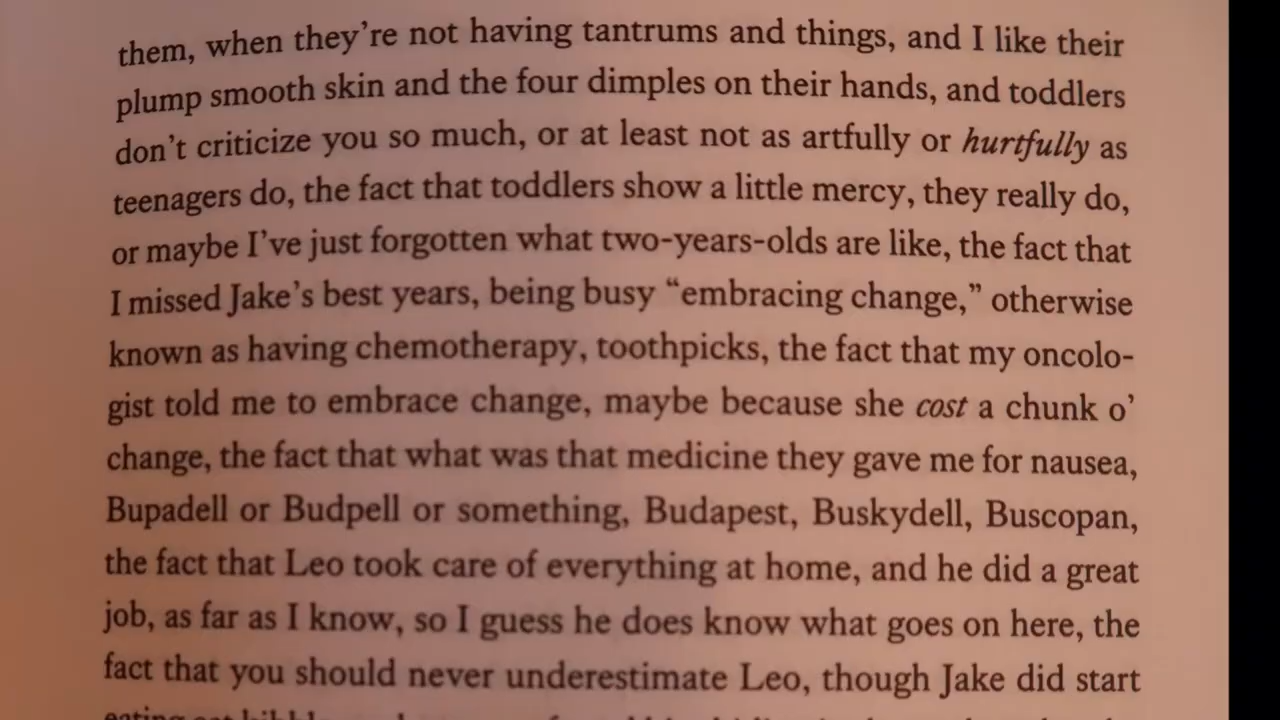 them, when they’re not having tantrums and things, and I like their
plump smooth skin and the four dimples on their hands, and toddlers
don’t criticize you so much, or at least not as artfully or hurtfully as
teenagers do, the fact that toddlers show a little mercy, they really do,
or maybe I’ve just forgotten what two-years-olds are like, the fact that
I missed Jake’s best years, being busy “embracing change,” otherwise
known as having chemotherapy, toothpicks, the fact that my oncolo-
gist told me to embrace change, maybe because she cost a chunk o’
change, the fact that what was that medicine they gave me for nausea,
Bupadell or Budpell or something, Budapest, Buskydell, Buscopan,
the fact that Leo took care of everything at home, and he did a great
job, as far as I know, so I guess he does know what goes on here, the
fact that you should never underestimate Leo, though Jake did start